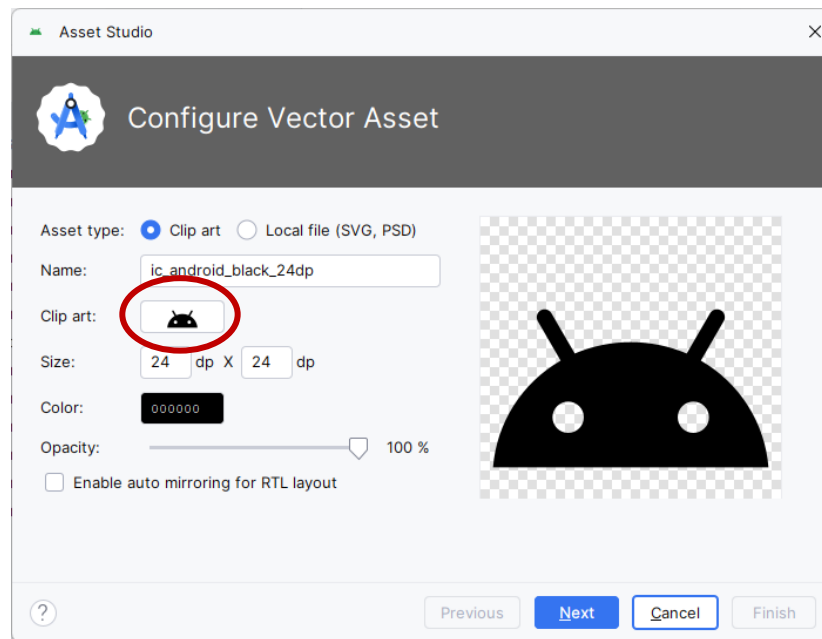 Asset Studio
Configure Vector Asset
Asset type: Clip art Local file (SVG, PSD)
Name: ic_android_black_24dp
Clip art:
Size: 24 dp X 24 dp
Color: 000000
Opacity: 100 %
Enable auto mirroring for RTL layout
? Previous Next Cancel Finish